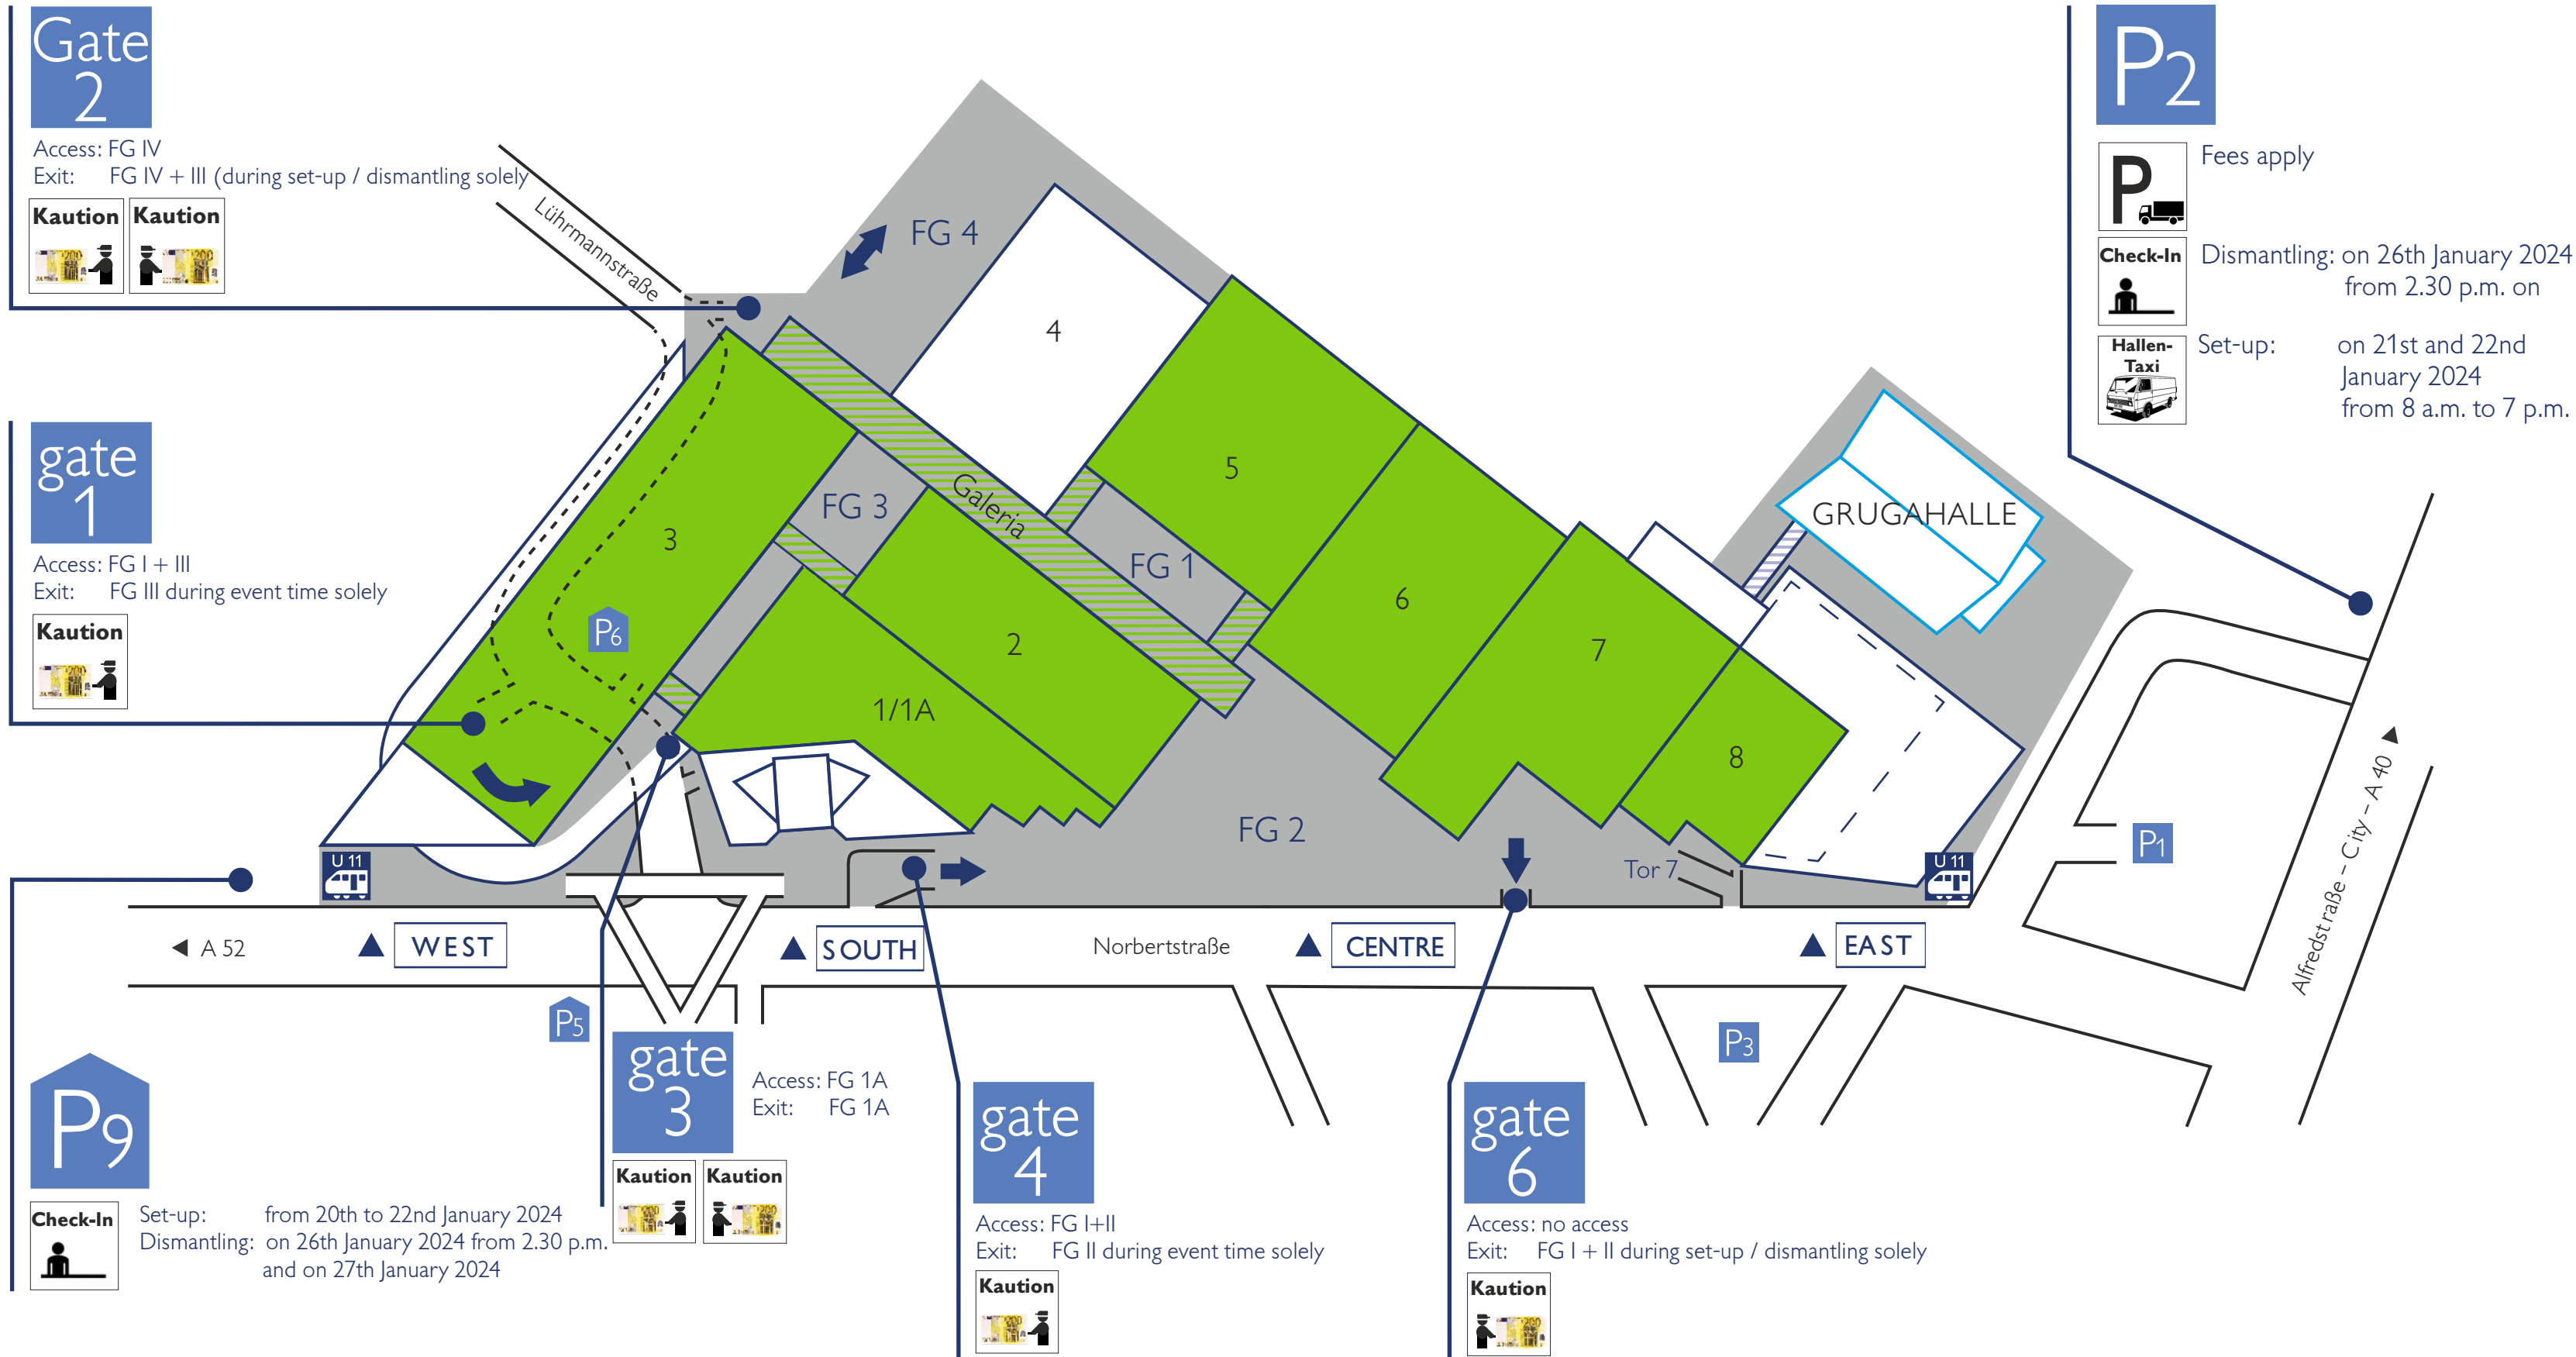 Gate
2
Access: FG IV
Exit: FG IV + III (during set-up / dismantling solely
Kaution Kaution
gate
1
Access: FG I + III
Exit: FG III during event time solely
Kaution
P9
Check-In
Set-up: from 20th to 22nd January 2024
Dismantling: on 26th January 2024 from 2.30 p.m.
and on 27th January 2024
Lührmannstraße
FG 4
4
5
3
FG 3
Galeria
FG 1
6
2
7
P6
1/1A
8
GRUGAHALLE
FG 2
Tor 7
U 11
U 11
A 52
WEST
SOUTH
Norbertstraße
CENTRE
EAST
P5
P3
P1
Alfredstraße – City – A 40
gate
3
Access: FG 1A
Exit: FG 1A
Kaution Kaution
gate
4
Access: FG I+II
Exit: FG II during event time solely
Kaution
gate
6
Access: no access
Exit: FG I + II during set-up / dismantling solely
Kaution
P2
P
Fees apply
Check-In
Dismantling: on 26th January 2024
from 2.30 p.m. on
Hallen-
Taxi
Set-up: on 21st and 22nd
January 2024
from 8 a.m. to 7 p.m.